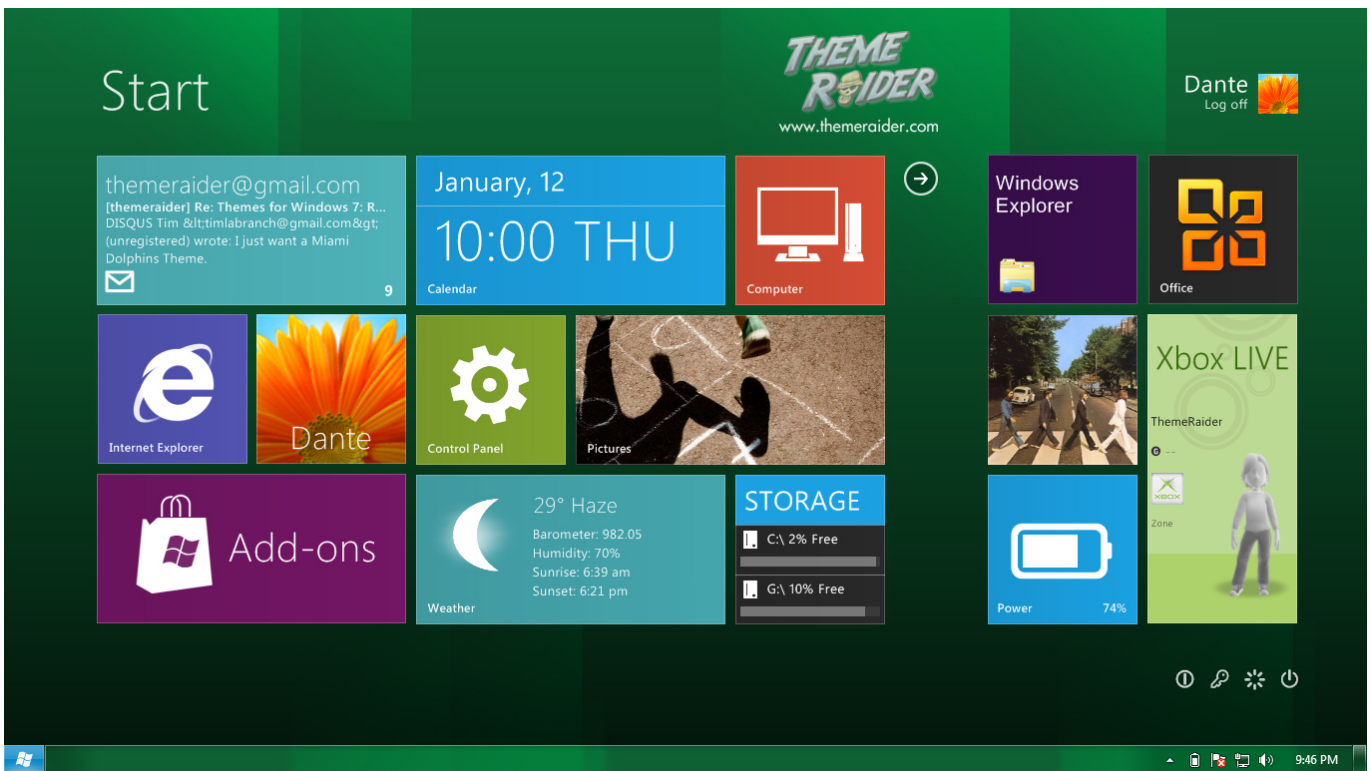 Start
THEME
RAIDER
www.themeraider.com
Dante
Log off
themeraider@gmail.com
[themeraider] Re: Themes for Windows 7: R...
DISQUS Tim &lt;timlabranch@gmail.com&gt;
(unregistered) wrote: I just want a Miami
Dolphins Theme.
9
January, 12
10:00 THU
Calendar
Computer
Windows
Explorer
Office
Internet Explorer
Dante
Control Panel
Pictures
Xbox LIVE
ThemeRaider
G --
XBOX
Zone
Add-ons
29° Haze
Barometer: 982.05
Humidity: 70%
Sunrise: 6:39 am
Sunset: 6:21 pm
Weather
STORAGE
C:\ 2% Free
G:\ 10% Free
Power 74%
9:46 PM